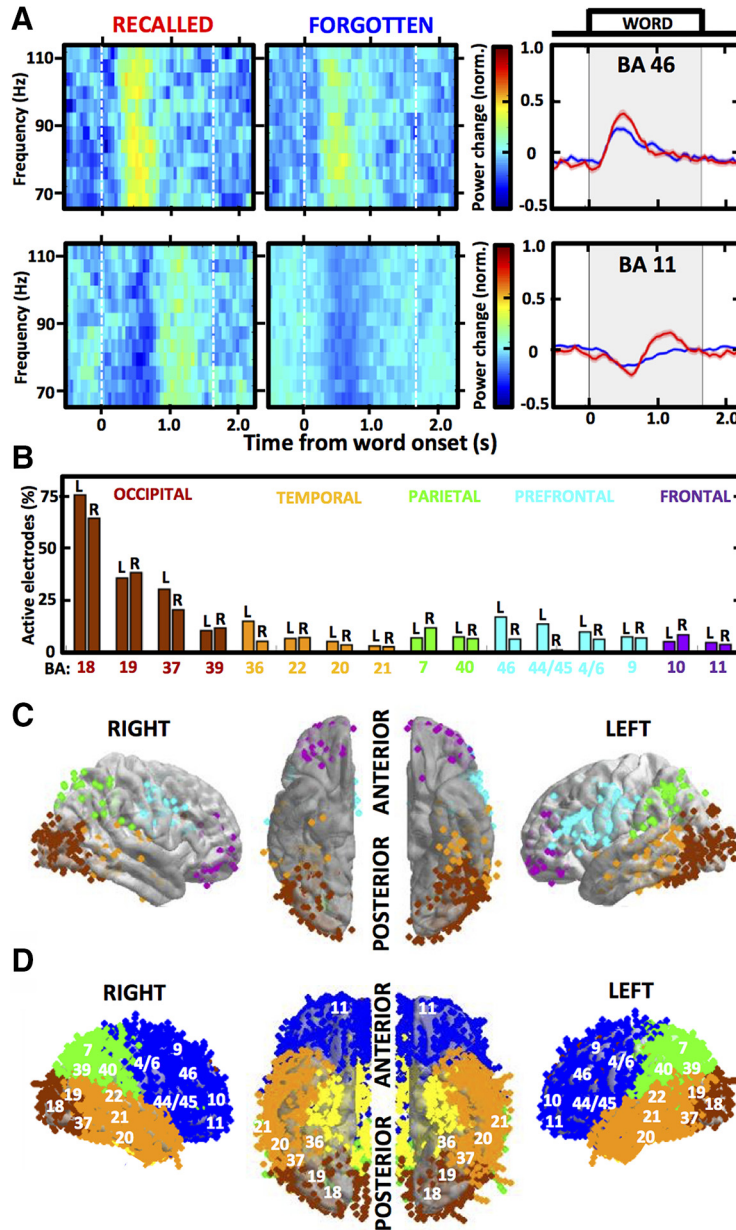 A
RECALLED
FORGOTTEN
WORD
Frequency (Hz)
110
90
70
Power change (norm.)
1.0
0.5
0
-0.5
BA 46
Frequency (Hz)
110
90
70
Power change (norm.)
1.0
0.5
0
-0.5
BA 11
0 1.0 2.0 0 1.0 2.0 0 1.0 2.0
Time from word onset (s)
B
Active electrodes (%)
75
50
25
0
OCCIPITAL TEMPORAL PARIETAL PREFRONTAL FRONTAL
L R L R L R L R L R L R L R L R L R L R L R L R L R L R L R L R
BA: 18 19 37 39 36 22 20 21 7 40 46 44/45 4/6 9 10 11
C
RIGHT
LEFT
ANTERIOR
POSTERIOR
D
RIGHT
LEFT
ANTERIOR
POSTERIOR
7
9
39 40 4/6
46
18 19 22
44/45 10
37 21
11
20
11
21
20 36
37
19
18
11
21
36 20
37
19
18
9
4/6 7
46
40 39
10 44/45 22 19 18
11
21 37
20